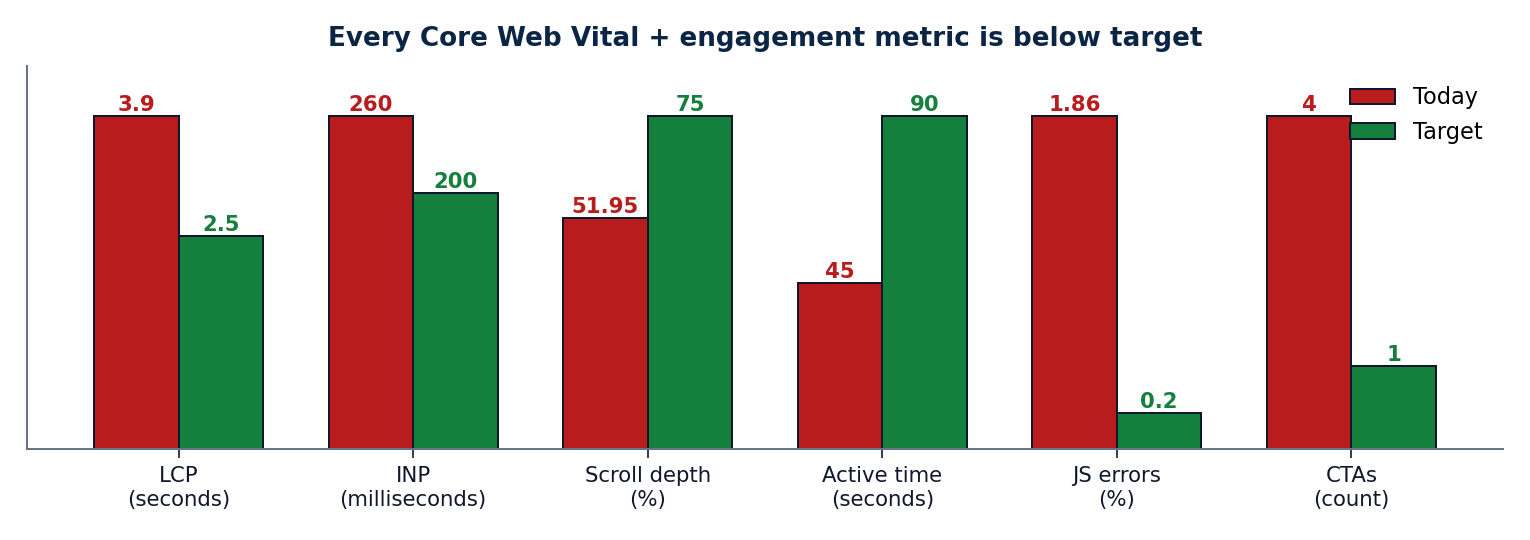 Every Core Web Vital + engagement metric is below target
3.9
260
75
90
1.86
4
Today
Target
2.5
200
51.95
45
0.2
1
LCP
(seconds)
INP
(milliseconds)
Scroll depth
(%)
Active time
(seconds)
JS errors
(%)
CTAs
(count)